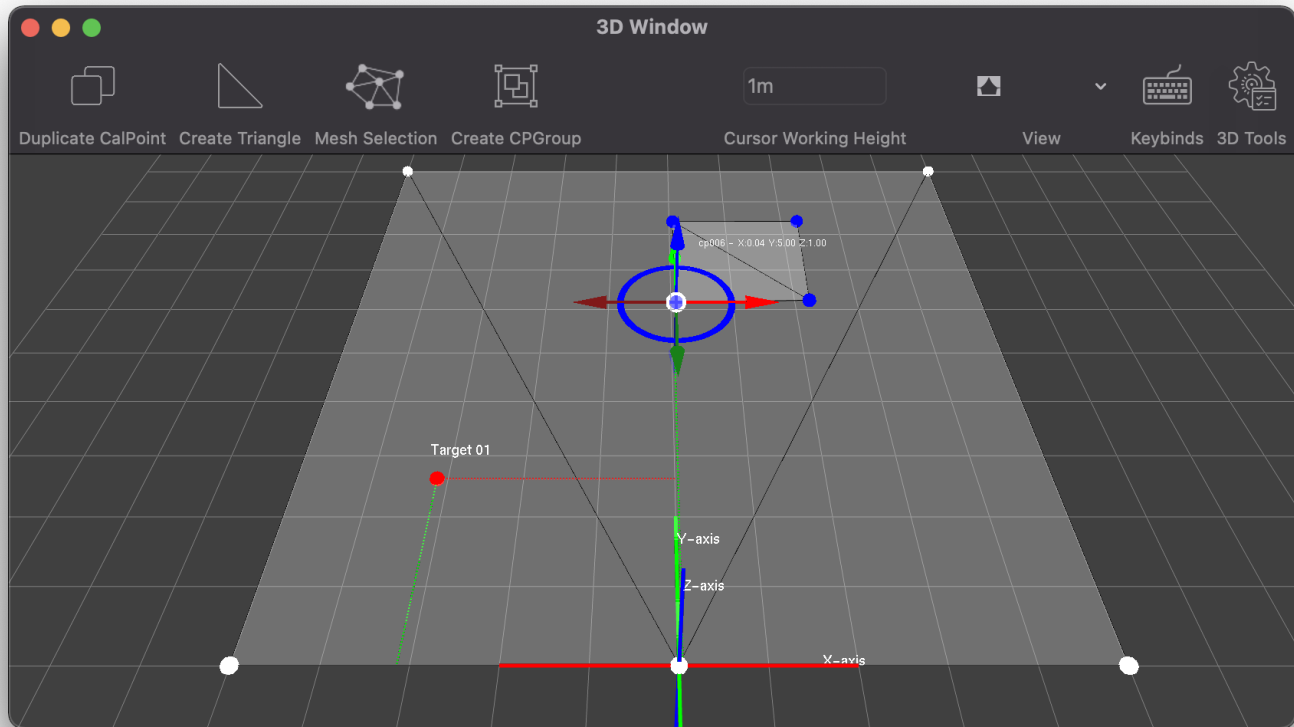 3D Window
1m
Duplicate CalPoint Create Triangle Mesh Selection Create CPGroup Cursor Working Height View Keybinds 3D Tools
cp006 - X:0.04 Y:5.00 Z:1.00
Target 01
Y-axis
Z-axis
X-axis